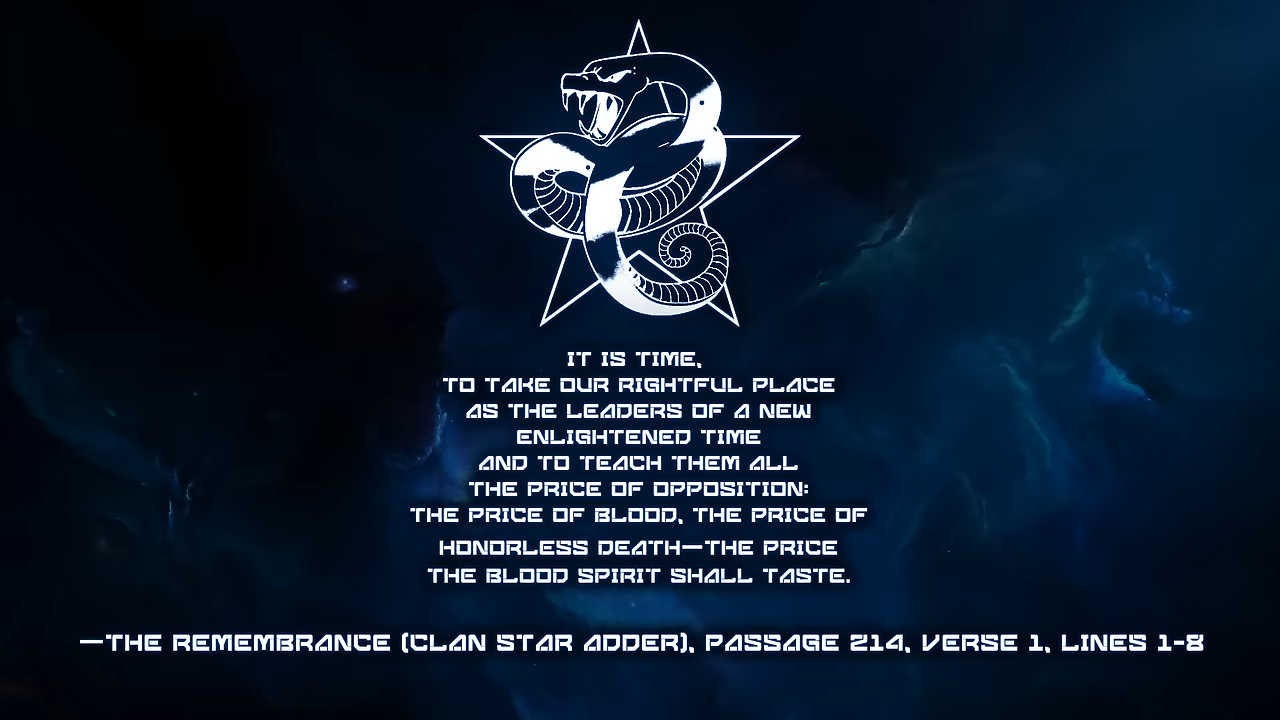 IT IS TIME,
TO TAKE OUR RIGHTFUL PLACE
AS THE LEADERS OF A NEW
ENLIGHTENED TIME
AND TO TEACH THEM ALL
THE PRICE OF OPPOSITION:
THE PRICE OF BLOOD, THE PRICE OF
HONORLESS DEATH—THE PRICE
THE BLOOD SPIRIT SHALL TASTE.
—THE REMEMBRANCE (CLAN STAR ADDER), PASSAGE 214, VERSE 1, LINES 1-8